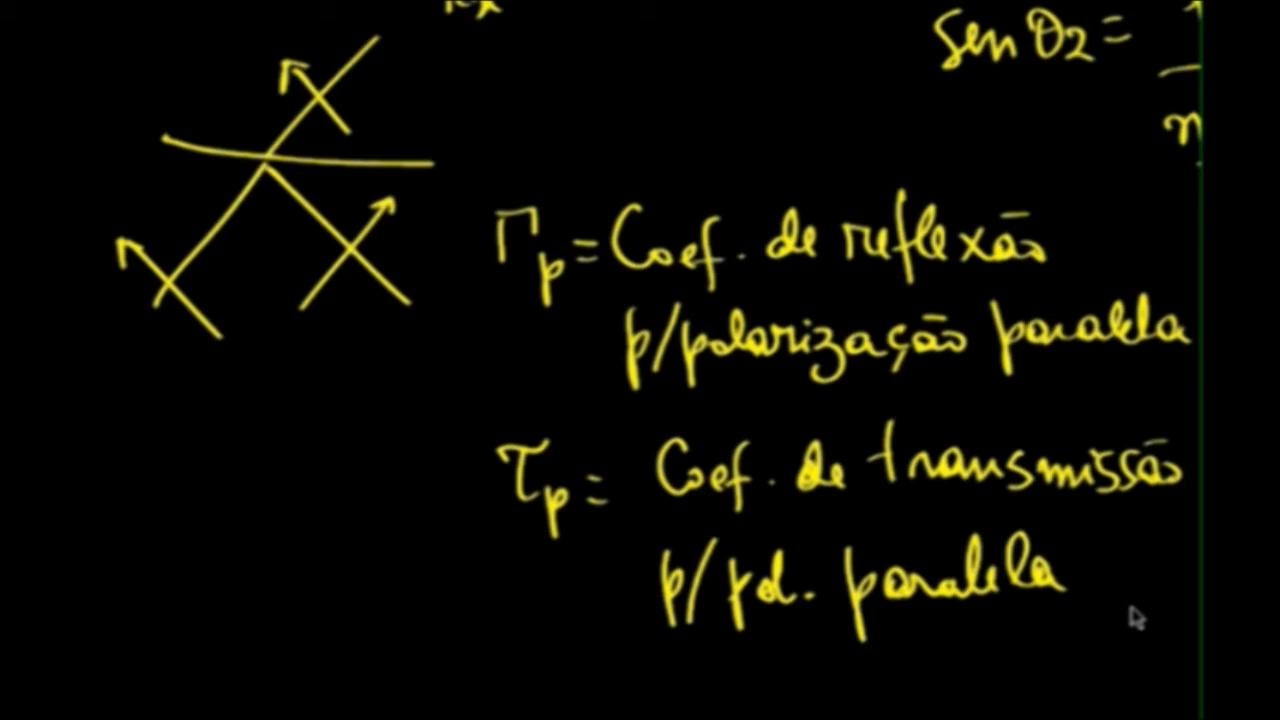 sen θ2 =
Γp = Coef. de reflexão
p/polarização paralela
τp = Coef. de transmissão
p/ pol. paralela